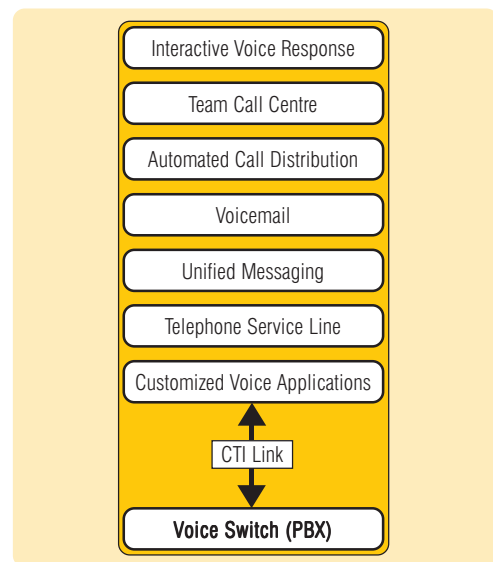 Interactive Voice Response
Team Call Centre
Automated Call Distribution
Voicemail
Unified Messaging
Telephone Service Line
Customized Voice Applications
CTI Link
Voice Switch (PBX)